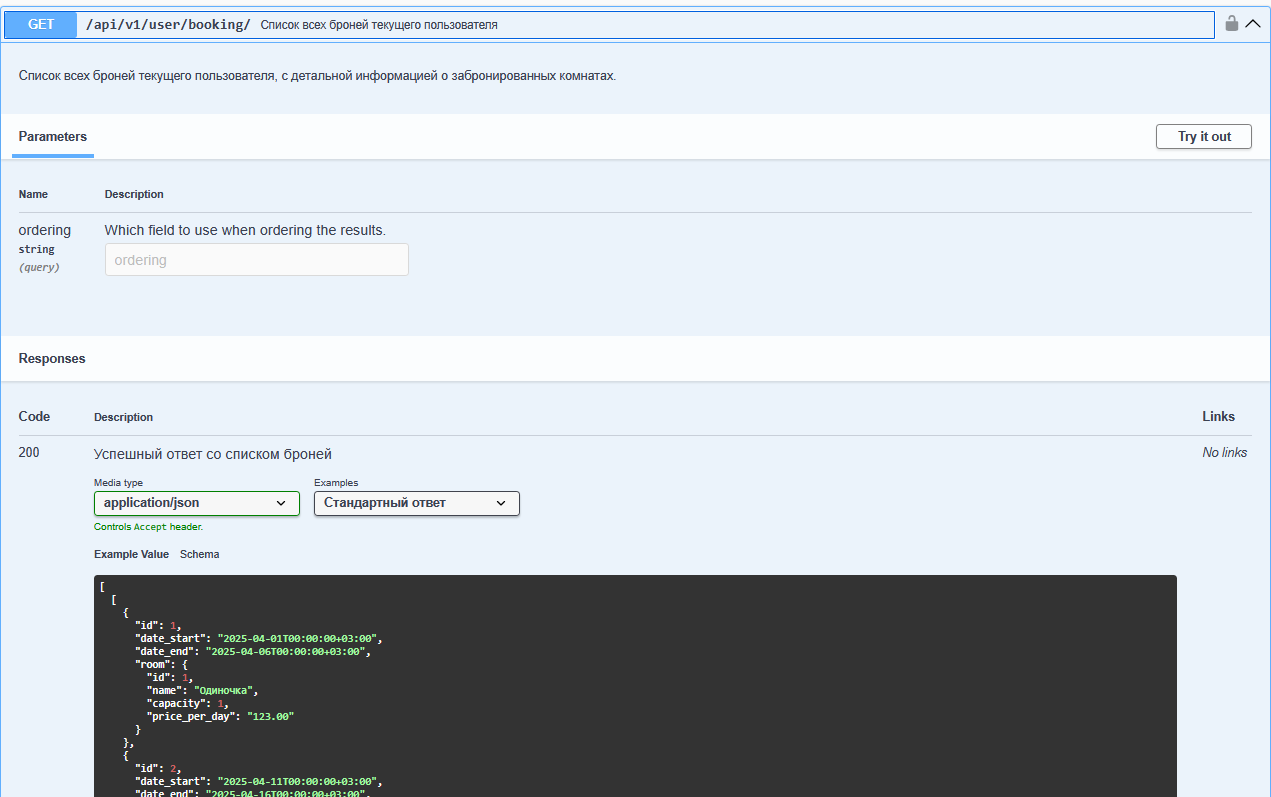 GET /api/v1/user/booking/ Список всех броней текущего пользователя
Список всех броней текущего пользователя, с детальной информацией о забронированных комнатах.
Parameters Try it out
Name Description
ordering Which field to use when ordering the results.
string
(query) ordering
Responses
Code Description Links
200 Успешный ответ со списком броней No links
Media type Examples
application/json Стандартный ответ
Controls Accept header.
Example Value Schema
[
[
{
"id": 1,
"date_start": "2025-04-01T00:00:00+03:00",
"date_end": "2025-04-06T00:00:00+03:00",
"room": {
"id": 1,
"name": "Одиночка",
"capacity": 1,
"price_per_day": "123.00"
}
},
{
"id": 2,
"date_start": "2025-04-11T00:00:00+03:00",
"date_end": "2025-04-16T00:00:00+03:00",